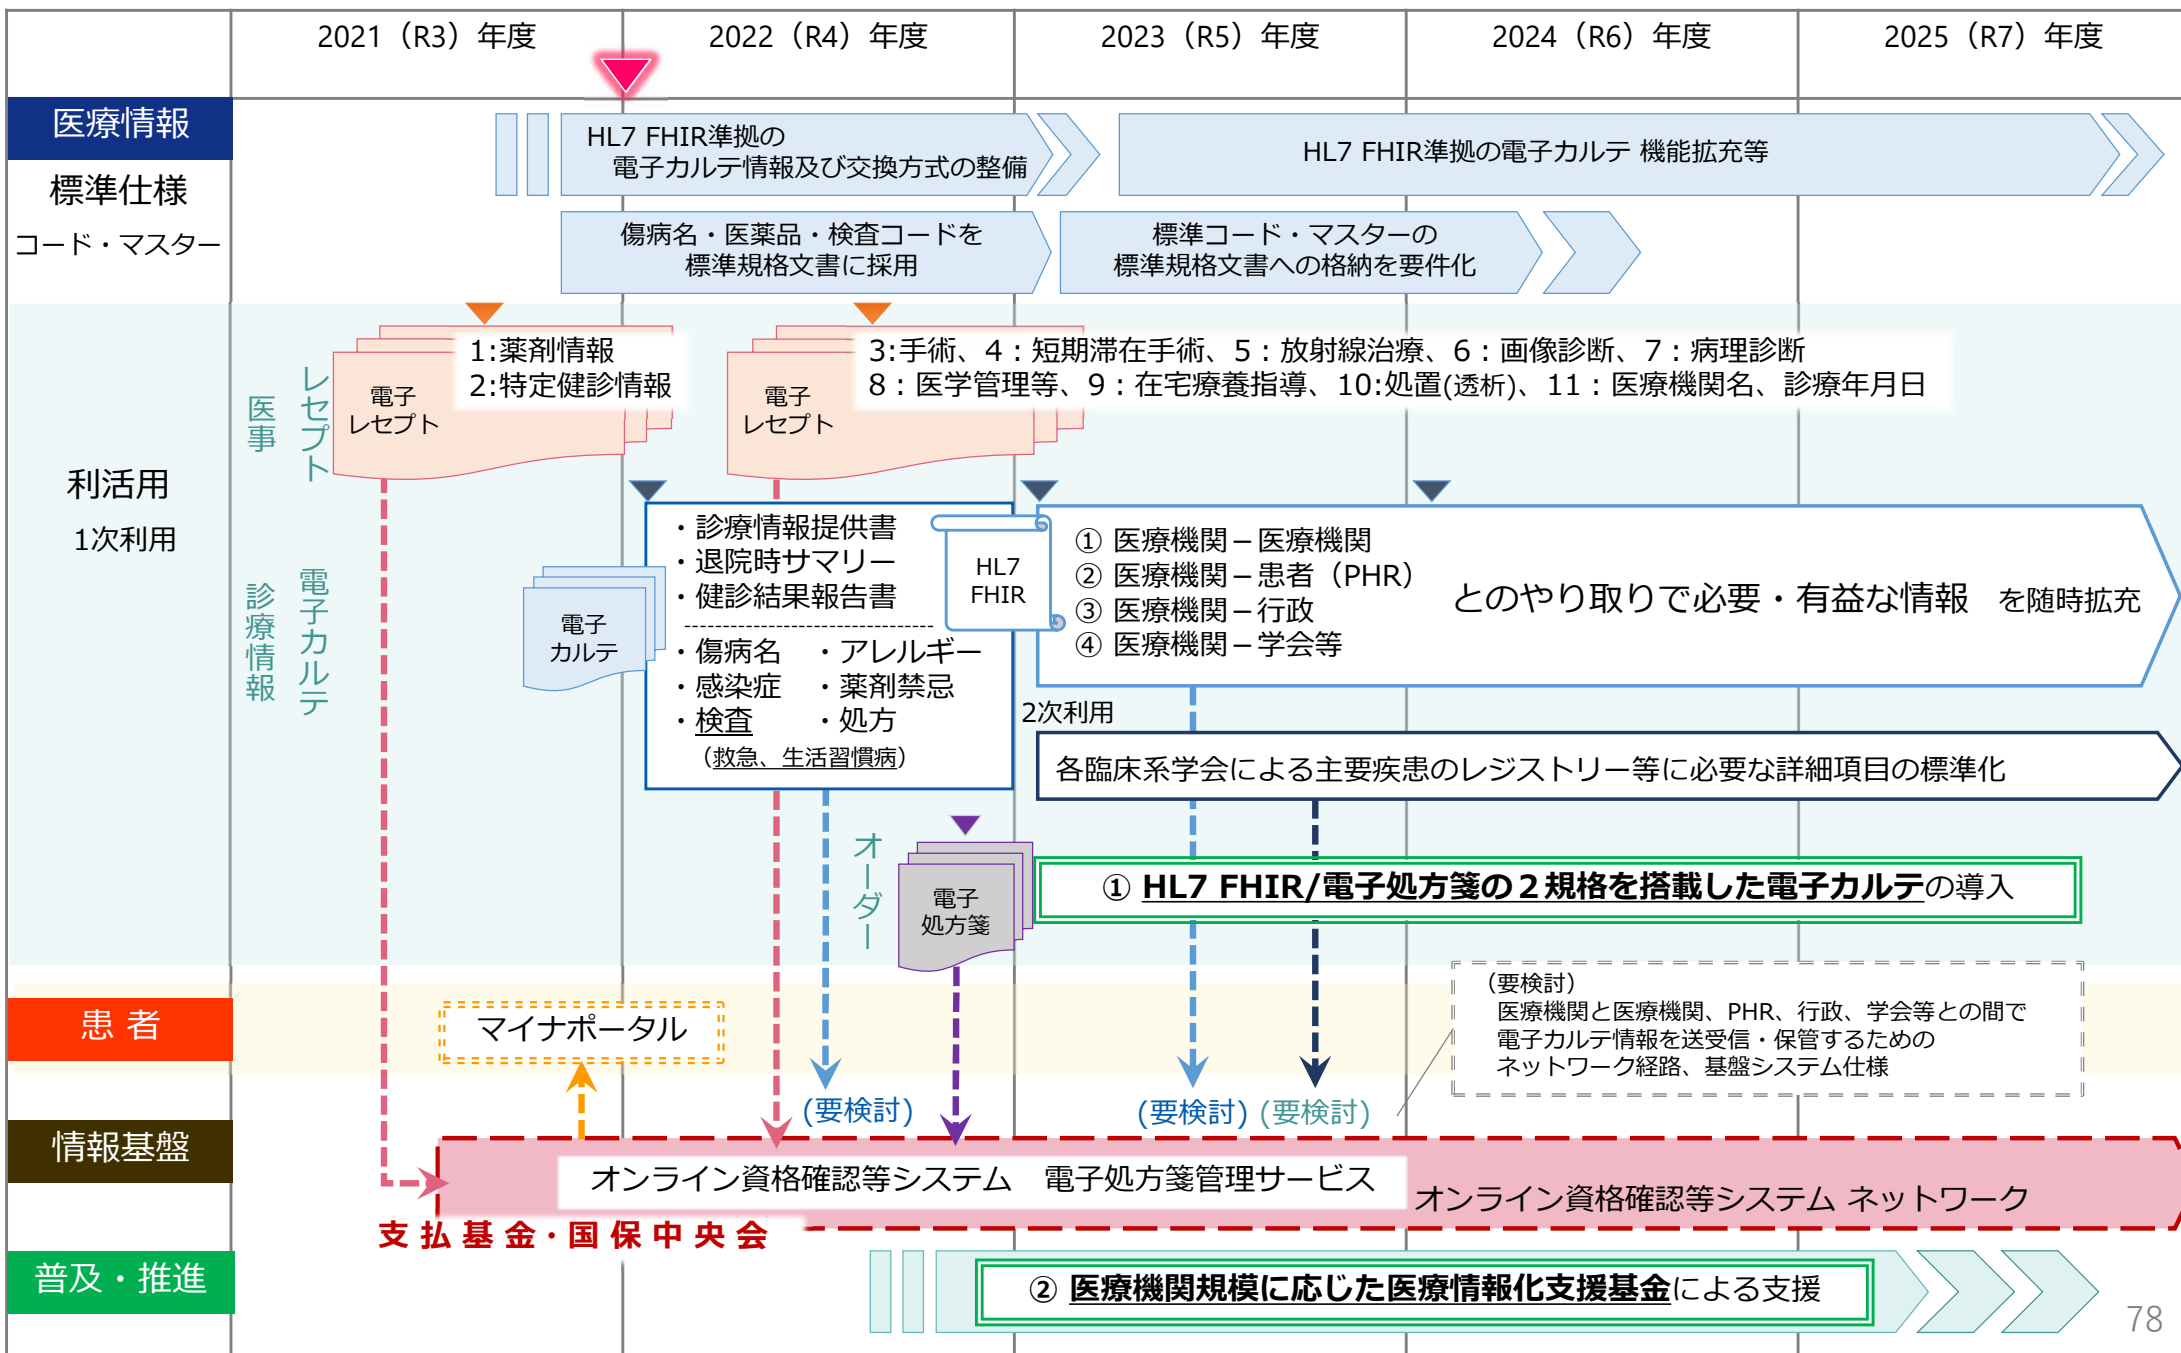 2021（R3）年度
2022（R4）年度
2023（R5）年度
2024（R6）年度
2025（R7）年度
医療情報
標準仕様
コード・マスター
HL7 FHIR準拠の
電子カルテ情報及び交換方式の整備
HL7 FHIR準拠の電子カルテ 機能拡充等
傷病名・医薬品・検査コードを
標準規格文書に採用
標準コード・マスターの
標準規格文書への格納を要件化
利活用
1次利用
医事
レセプト
電子
レセプト
1:薬剤情報
2:特定健診情報
電子
レセプト
3:手術、4：短期滞在手術、5：放射線治療、6：画像診断、7：病理診断
8：医学管理等、9：在宅療養指導、10:処置(透析)、11：医療機関名、診療年月日
診療情報
電子カルテ
電子
カルテ
・診療情報提供書
・退院時サマリー
・健診結果報告書
・傷病名　・アレルギー
・感染症　・薬剤禁忌
・検査　・処方
（救急、生活習慣病）
HL7
FHIR
① 医療機関－医療機関
② 医療機関－患者（PHR）
③ 医療機関－行政
④ 医療機関－学会等
とのやり取りで必要・有益な情報 を随時拡充
2次利用
各臨床系学会による主要疾患のレジストリー等に必要な詳細項目の標準化
オーダー
電子
処方箋
① HL7 FHIR/電子処方箋の２規格を搭載した電子カルテの導入
患 者
マイナポータル
(要検討)
(要検討)
(要検討)
（要検討）
医療機関と医療機関、PHR、行政、学会等との間で
電子カルテ情報を送受信・保管するための
ネットワーク経路、基盤システム仕様
情報基盤
オンライン資格確認等システム　電子処方箋管理サービス
オンライン資格確認等システム ネットワーク
支払基金・国保中央会
普及・推進
② 医療機関規模に応じた医療情報化支援基金による支援
78